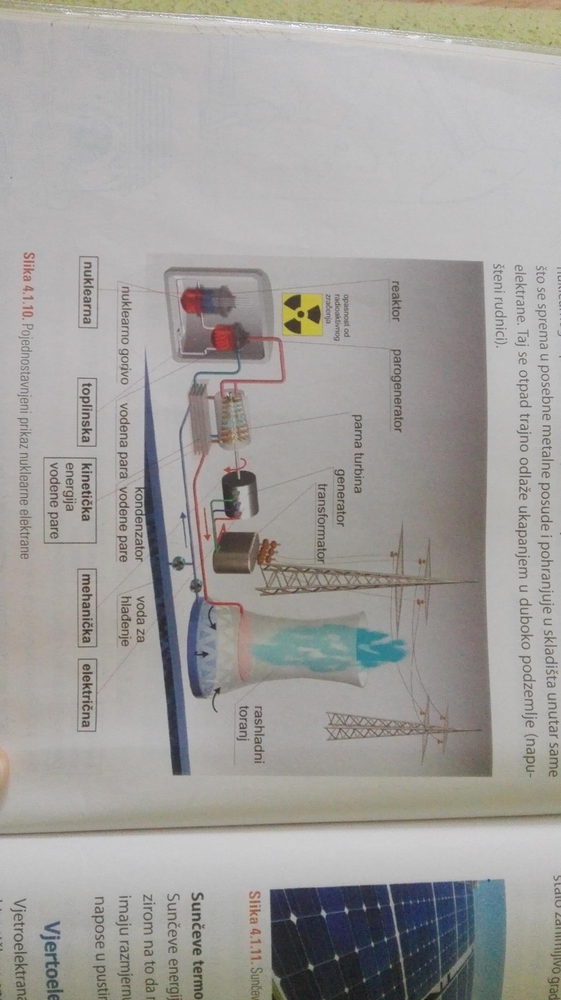 što se sprema u posebne metalne posude i pohranjuje u skladišta unutar same
elektrane. Taj se otpad trajno odlaže ukapanjem u duboko podzemlje (napu-
šteni rudnici).
reaktor
parogenerator
opasnost od
radioaktivnog
zračenja
parna turbina
generator
transformator
rashladni
toranj
nuklearno gorivo
vodena para
kondenzator
vodene pare
voda za
hlađenje
nuklearna
toplinska
kinetička
energija
vodene pare
mehanička
električna
Slika 4.1.10. Pojednostavnjeni prikaz nuklearne elektrane
Slika 4.1.11. Sunčev
Sunčeve termo
Sunčeve energij
zirom na to da
imaju razmjern
napose u pustin
Vjertoele
Vjetroelektrana